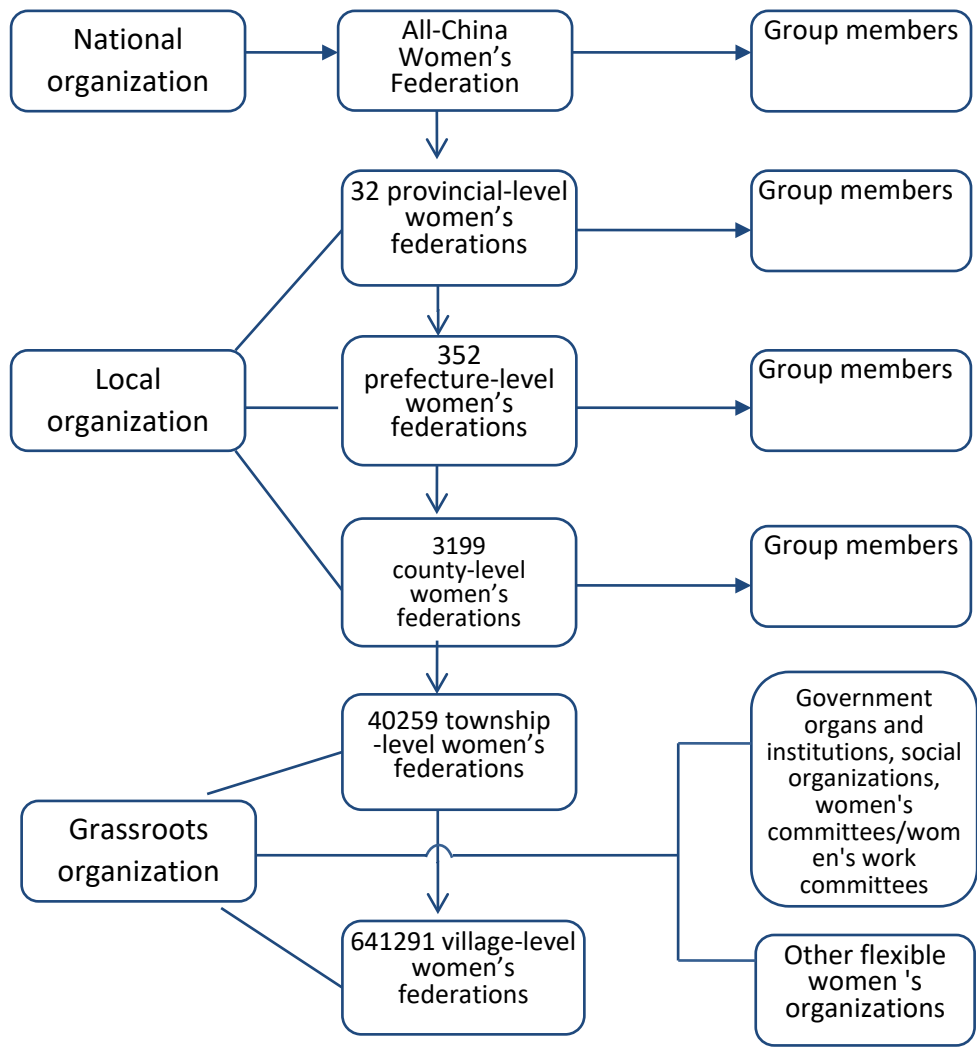 National
organization
All-China
Women’s
Federation
Group members
32 provincial-level
women’s
federations
Group members
Local
organization
352
prefecture-level
women’s
federations
Group members
3199
county-level
women’s
federations
Group members
40259 township
-level women’s
federations
Government
organs and
institutions, social
organizations,
women's
committees/wom
en's work
committees
Grassroots
organization
641291 village-level
women’s
federations
Other flexible
women 's
organizations